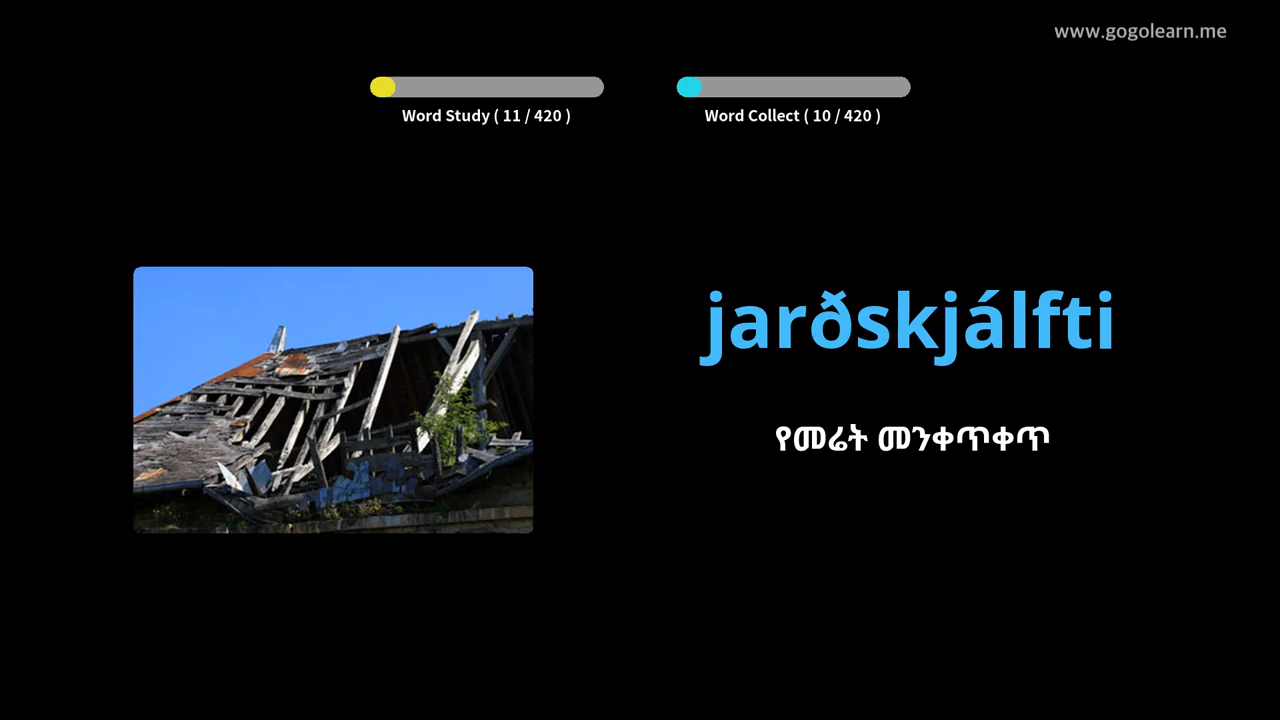 www.gogolearn.me
Word Study ( 11 / 420 )
Word Collect ( 10 / 420 )
jarðskjálfti
የመሬት መንቀጥቀጥ